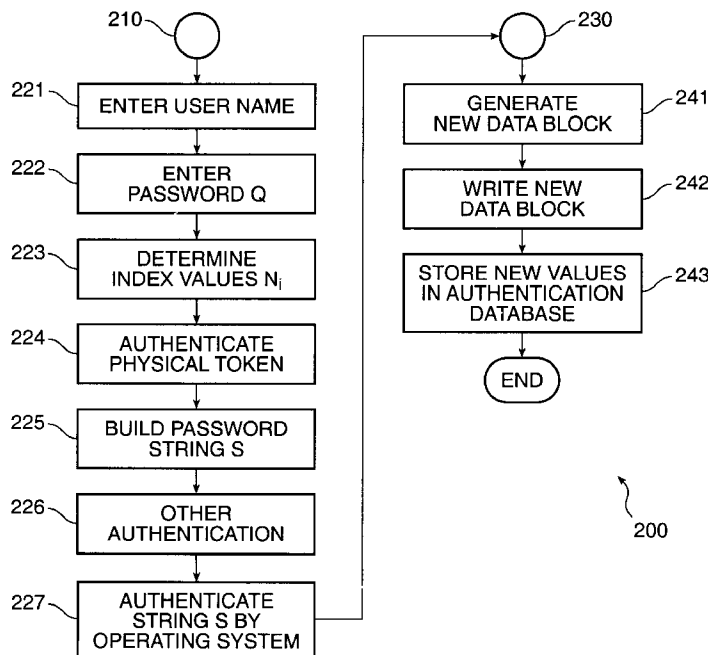 210
221
ENTER USER NAME
222
ENTER
PASSWORD Q
223
DETERMINE
INDEX VALUES Ni
224
AUTHENTICATE
PHYSICAL TOKEN
225
BUILD PASSWORD
STRING S
226
OTHER
AUTHENTICATION
227
AUTHENTICATE
STRING S BY
OPERATING SYSTEM
230
GENERATE
NEW DATA BLOCK
241
WRITE NEW
DATA BLOCK
242
STORE NEW VALUES
IN AUTHENTICATION
DATABASE
243
END
200